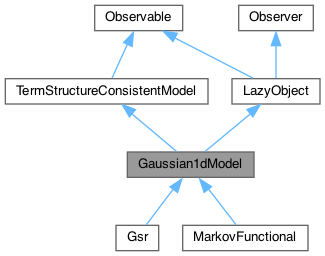 Observable Observer
TermStructureConsistentModel LazyObject
Gaussian1dModel
Gsr MarkovFunctional